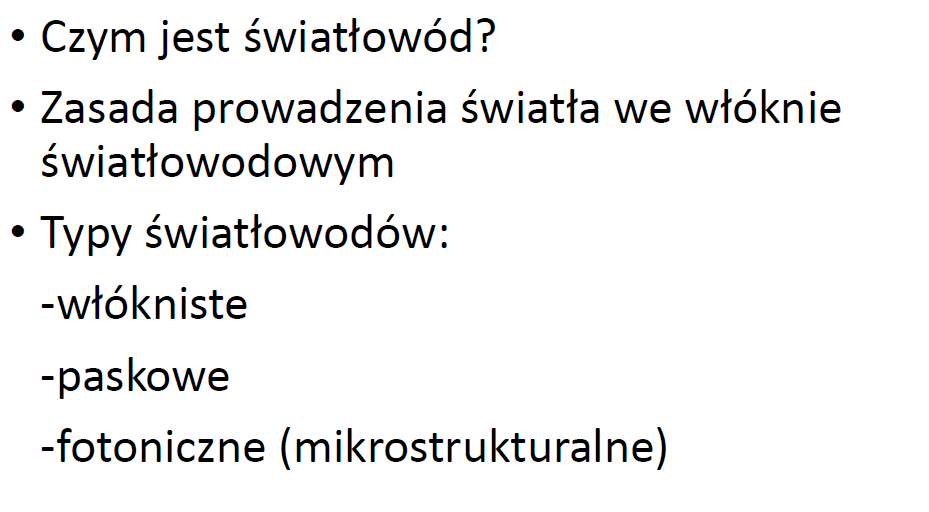 • Czym jest światłowód?
• Zasada prowadzenia światła we włóknie
światłowodowym
• Typy światłowodów:
-włókniste
-paskowe
-fotoniczne (mikrostrukturalne)